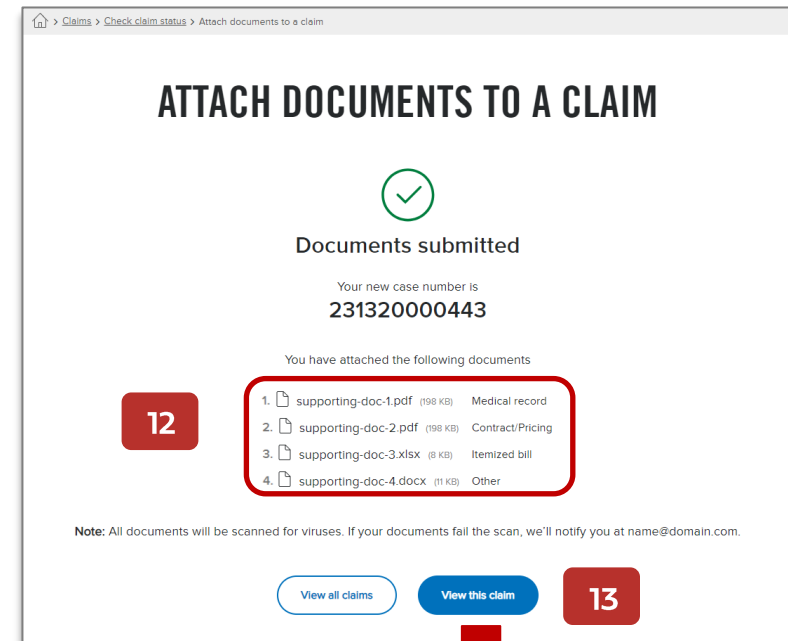 > Claims > Check claim status > Attach documents to a claim
ATTACH DOCUMENTS TO A CLAIM
Documents submitted
Your new case number is
231320000443
You have attached the following documents
12
1. supporting-doc-1.pdf (198 KB) Medical record
2. supporting-doc-2.pdf (198 KB) Contract/Pricing
3. supporting-doc-3.xlsx (8 KB) Itemized bill
4. supporting-doc-4.docx (11 KB) Other
Note: All documents will be scanned for viruses. If your documents fail the scan, we'll notify you at name@domain.com.
View all claims View this claim 13